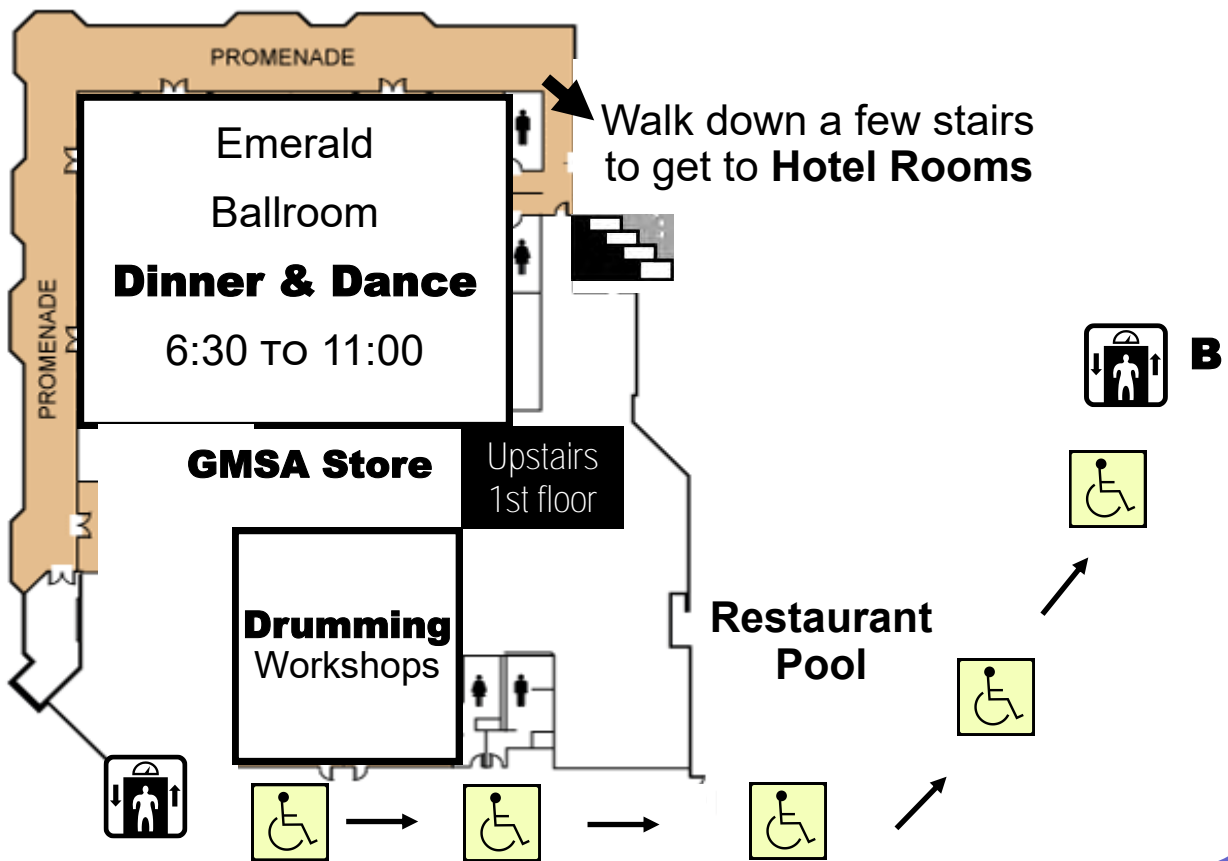 PROMENADE
Walk down a few stairs
to get to Hotel Rooms
Emerald
Ballroom
Dinner & Dance
6:30 TO 11:00
PROMENADE
B
GMSA Store
Upstairs
1st floor
Drumming
Workshops
Restaurant
Pool